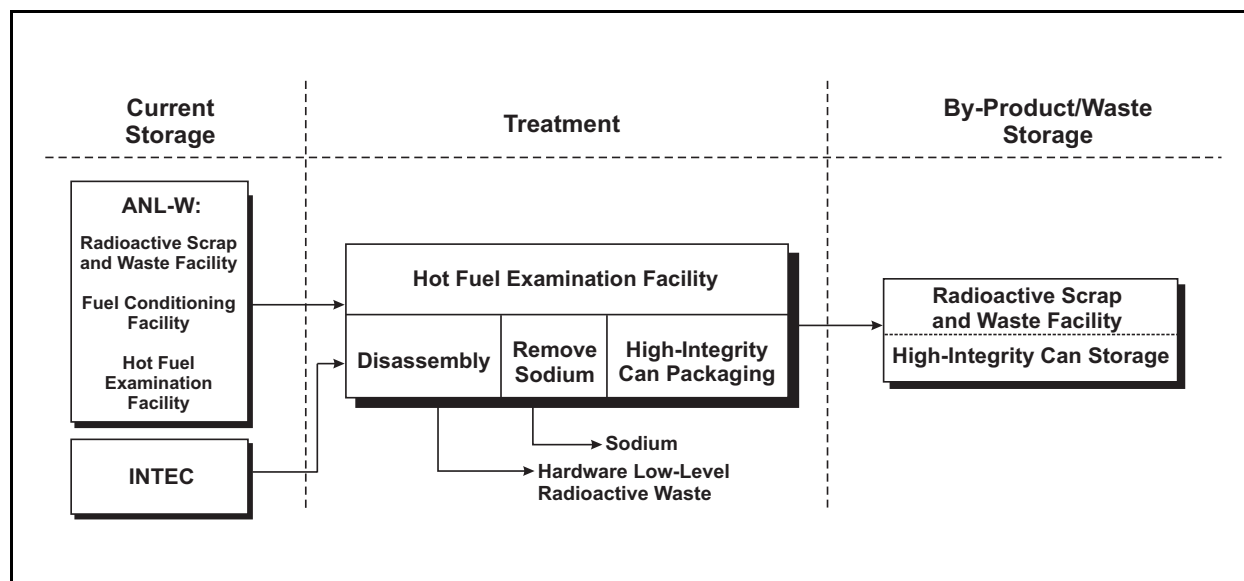 Current
Storage
Treatment
By-Product/Waste
Storage
ANL-W:
Radioactive Scrap
and Waste Facility
Fuel Conditioning
Facility
Hot Fuel
Examination
Facility
INTEC
Hot Fuel Examination Facility
Disassembly
Remove
Sodium
High-Integrity
Can Packaging
Sodium
Hardware Low-Level
Radioactive Waste
Radioactive Scrap
and Waste Facility
High-Integrity Can Storage